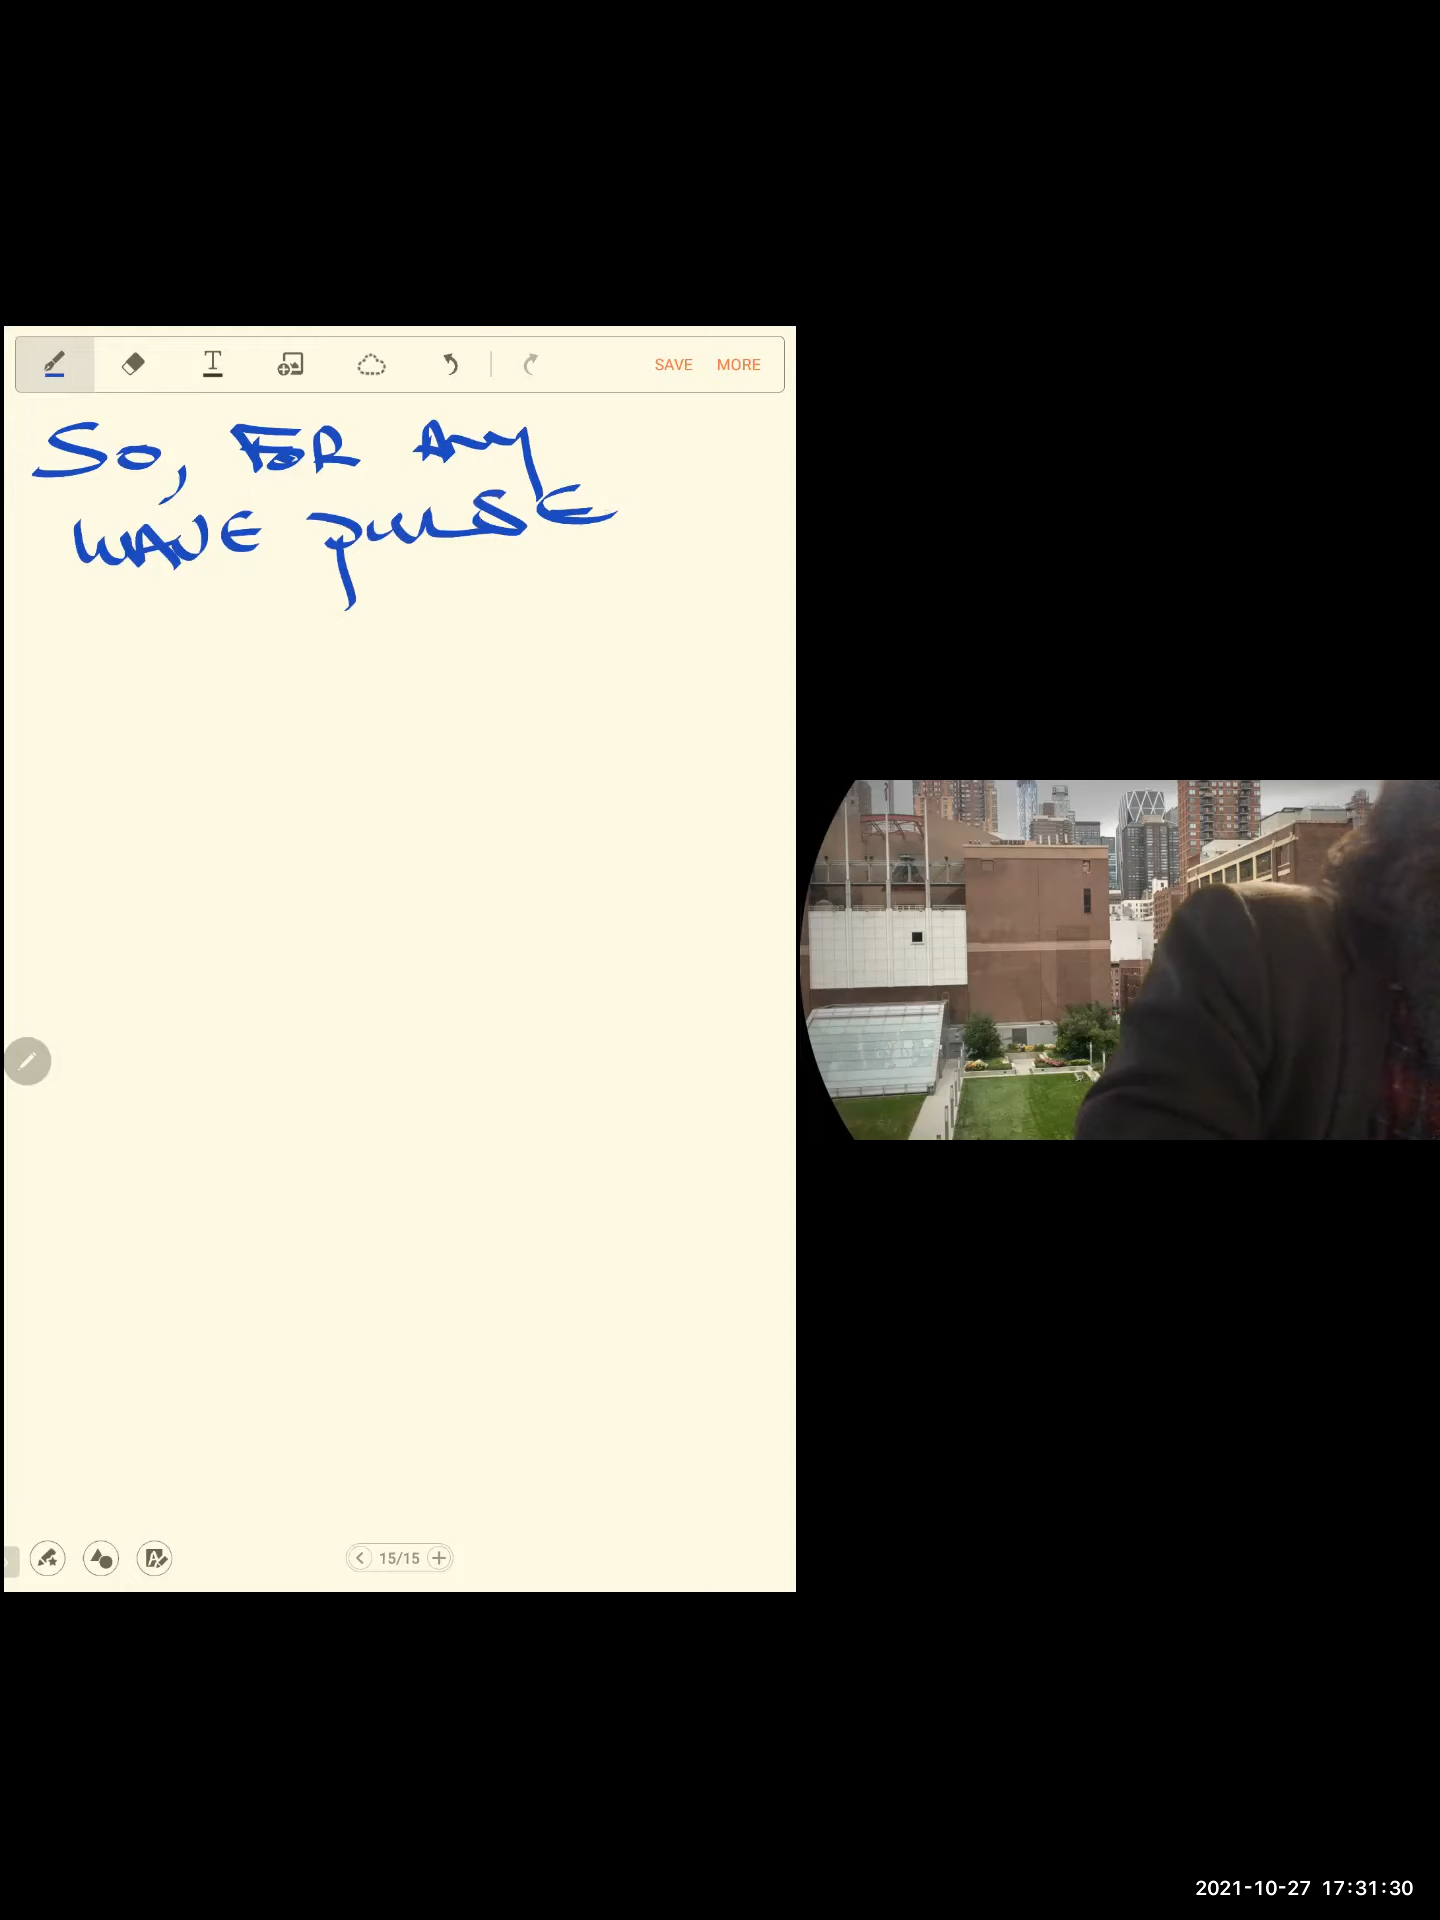 T
SAVE MORE
So, FOR Any
WAVE pulse
15/15
2021-10-27 17:31:30